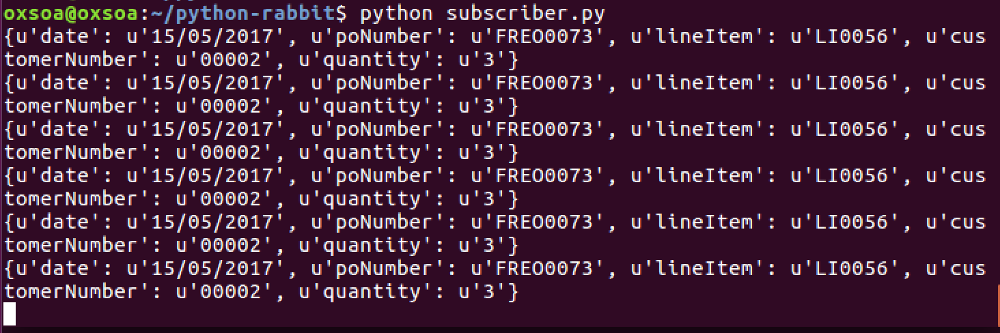 oxsoa@oxsoa:~/python-rabbit$ python subscriber.py
{u'date': u'15/05/2017', u'poNumber': u'FREO0073', u'lineItem': u'LI0056', u'cus
tomerNumber': u'00002', u'quantity': u'3'}
{u'date': u'15/05/2017', u'poNumber': u'FREO0073', u'lineItem': u'LI0056', u'cus
tomerNumber': u'00002', u'quantity': u'3'}
{u'date': u'15/05/2017', u'poNumber': u'FREO0073', u'lineItem': u'LI0056', u'cus
tomerNumber': u'00002', u'quantity': u'3'}
{u'date': u'15/05/2017', u'poNumber': u'FREO0073', u'lineItem': u'LI0056', u'cus
tomerNumber': u'00002', u'quantity': u'3'}
{u'date': u'15/05/2017', u'poNumber': u'FREO0073', u'lineItem': u'LI0056', u'cus
tomerNumber': u'00002', u'quantity': u'3'}
{u'date': u'15/05/2017', u'poNumber': u'FREO0073', u'lineItem': u'LI0056', u'cus
tomerNumber': u'00002', u'quantity': u'3'}